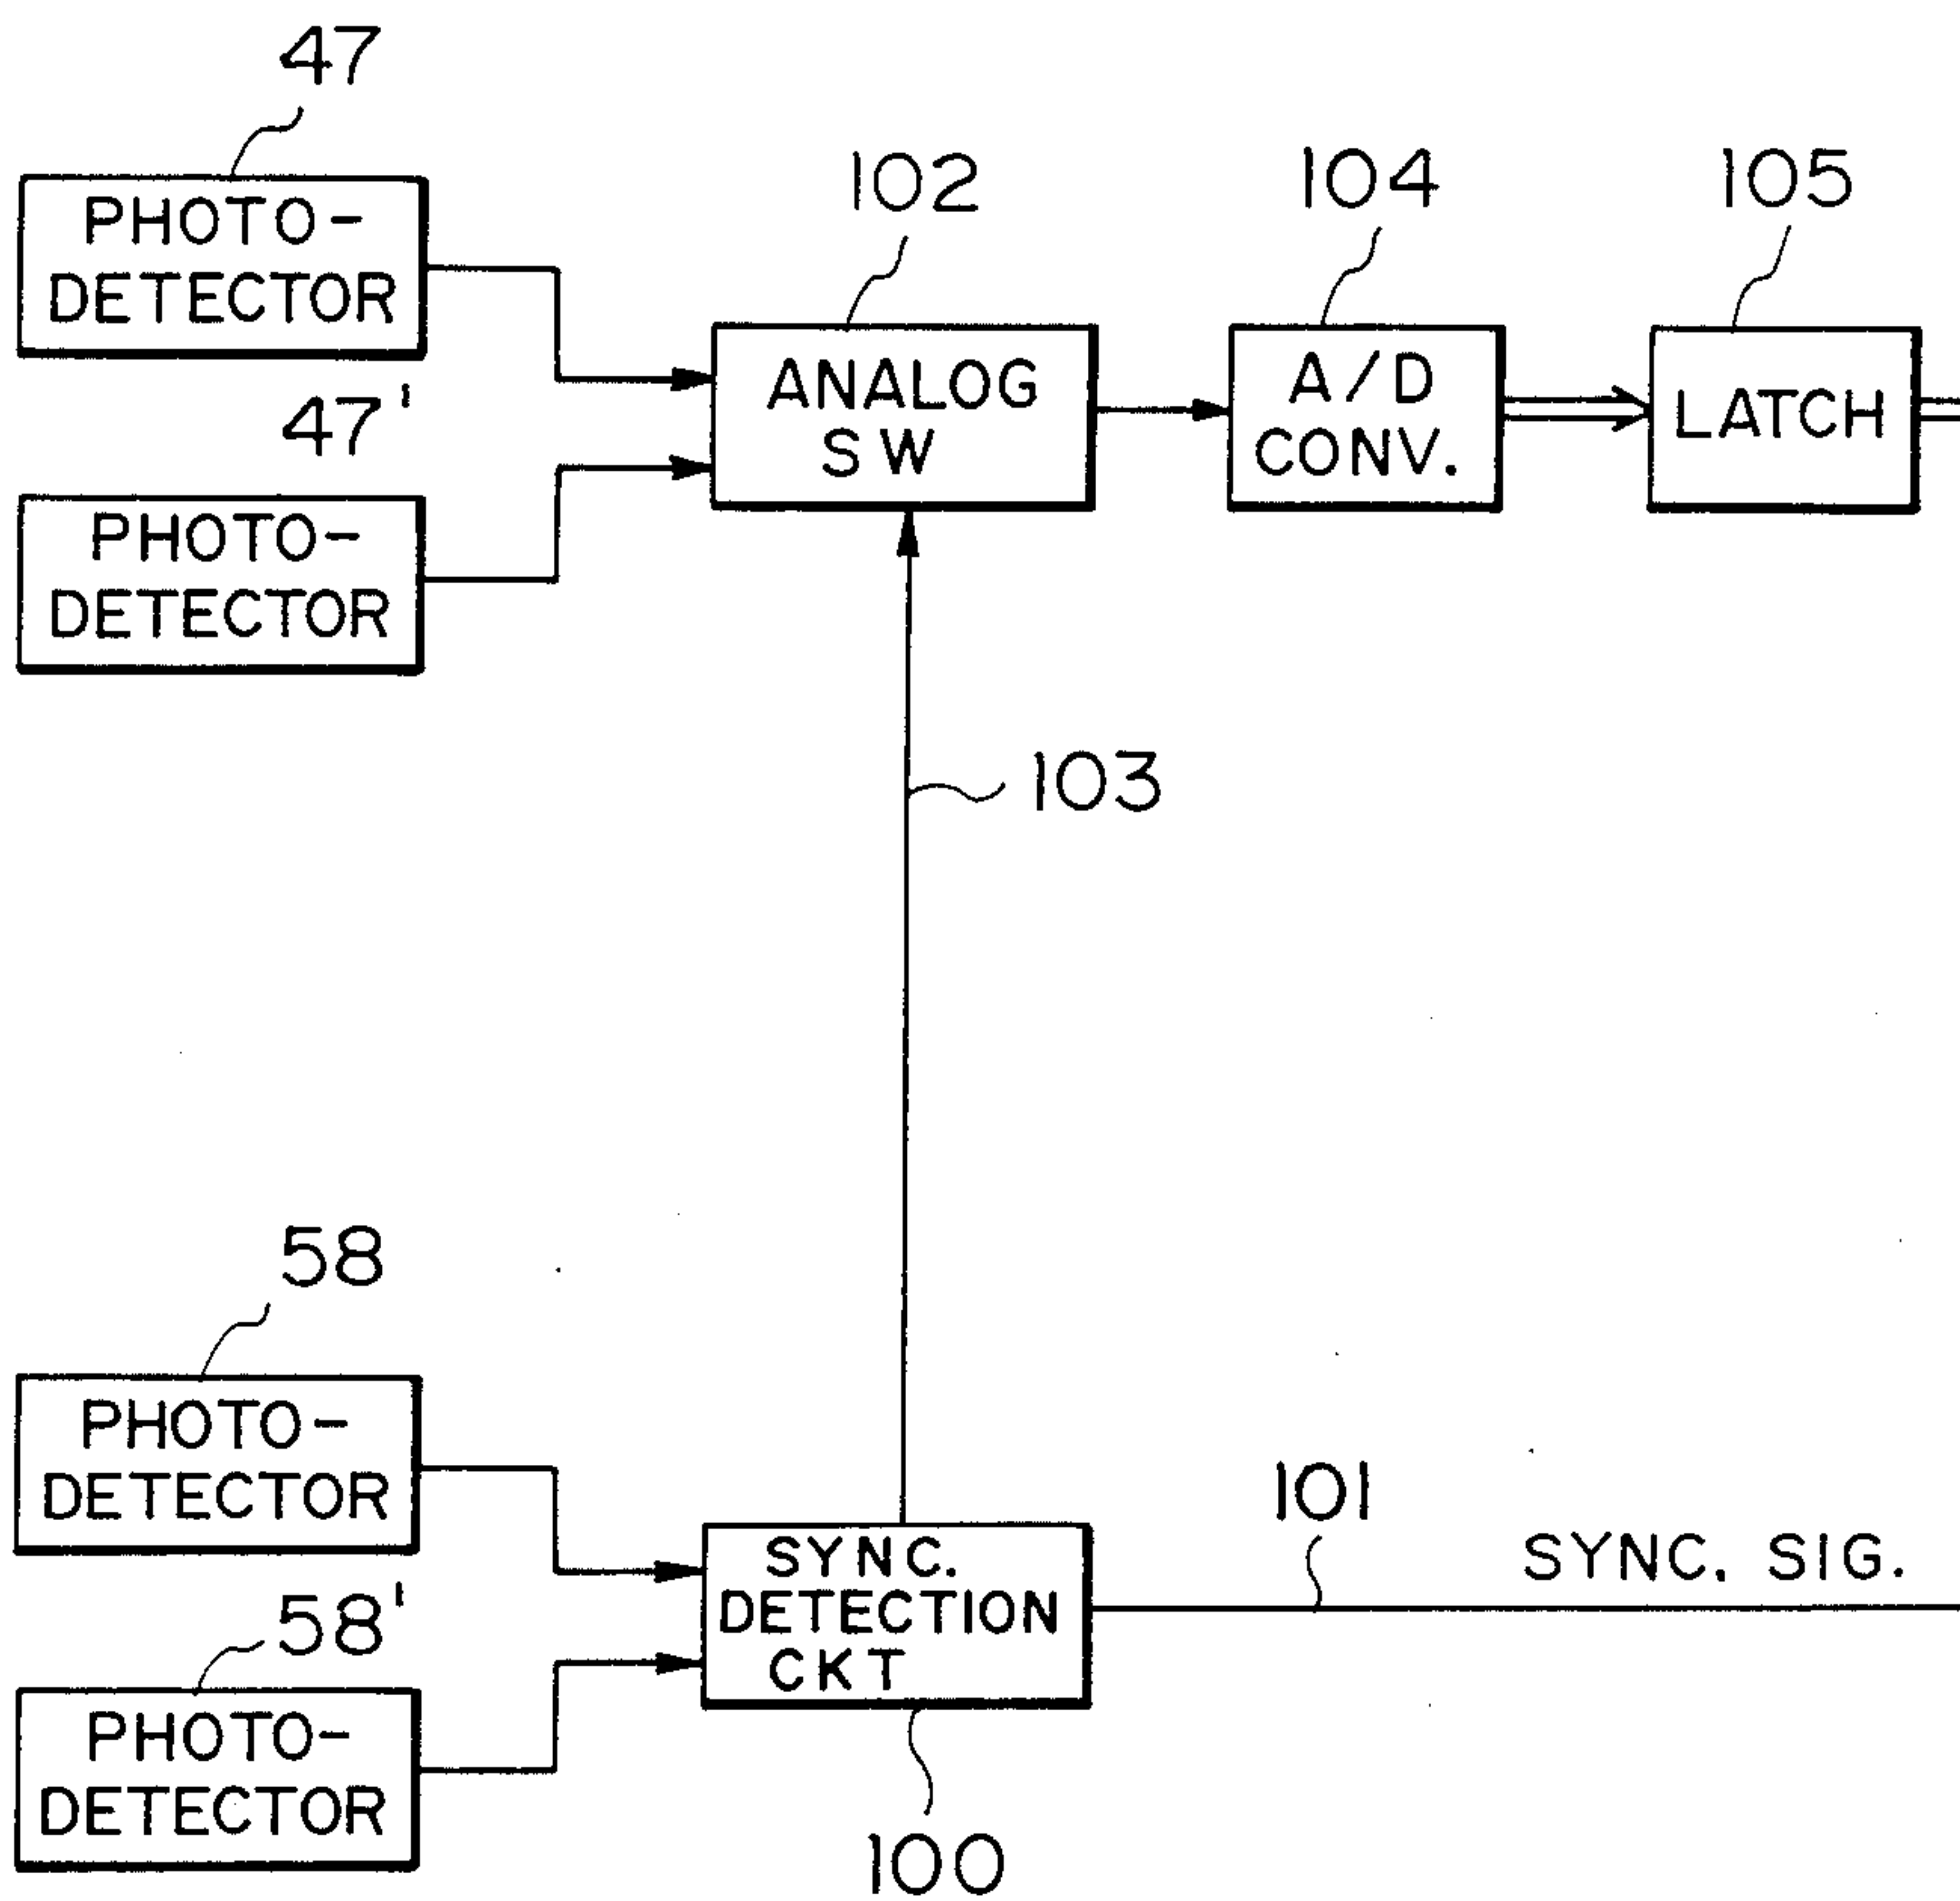 47
PHOTO-
DETECTOR
102
ANALOG
SW
104
A/D
CONV.
105
LATCH
47'
PHOTO-
DETECTOR
103
58
PHOTO-
DETECTOR
58'
PHOTO-
DETECTOR
SYNC.
DETECTION
CKT
100
101
SYNC. SIG.